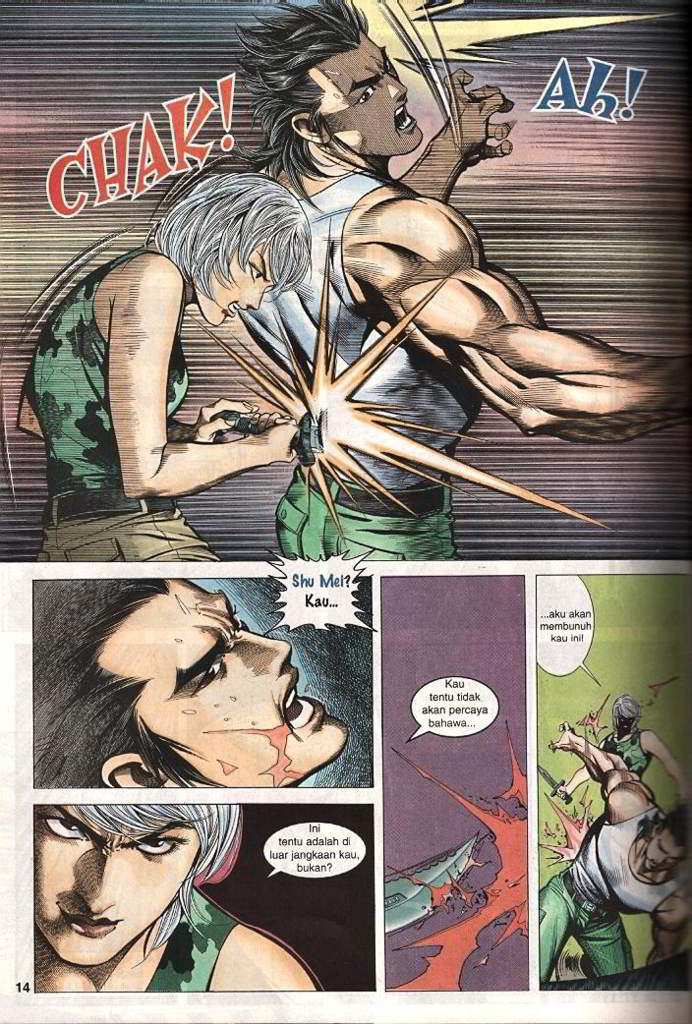 CHAK!
Ah!
Shu Mei?
Kau...
Ini
tentu adalah di
luar jangkaan kau,
bukan?
Kau
tentu tidak
akan percaya
bahawa...
...aku akan
membunuh
kau ini!
14